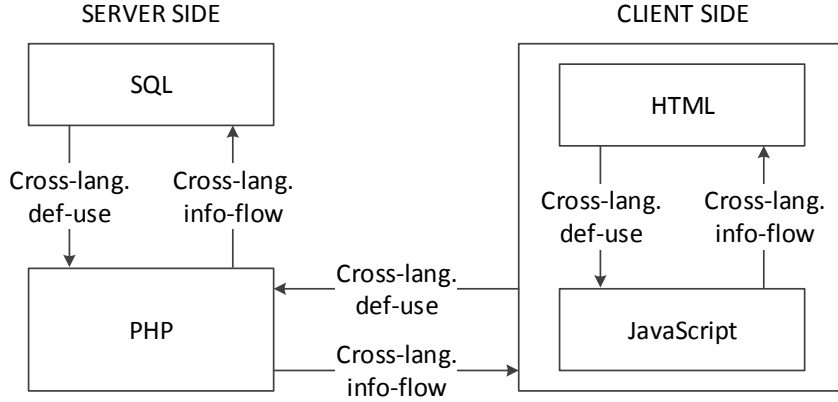 SERVER SIDE
CLIENT SIDE
SQL
HTML
Cross-lang.
def-use
Cross-lang.
info-flow
Cross-lang.
def-use
Cross-lang.
info-flow
PHP
Cross-lang.
def-use
Cross-lang.
info-flow
JavaScript